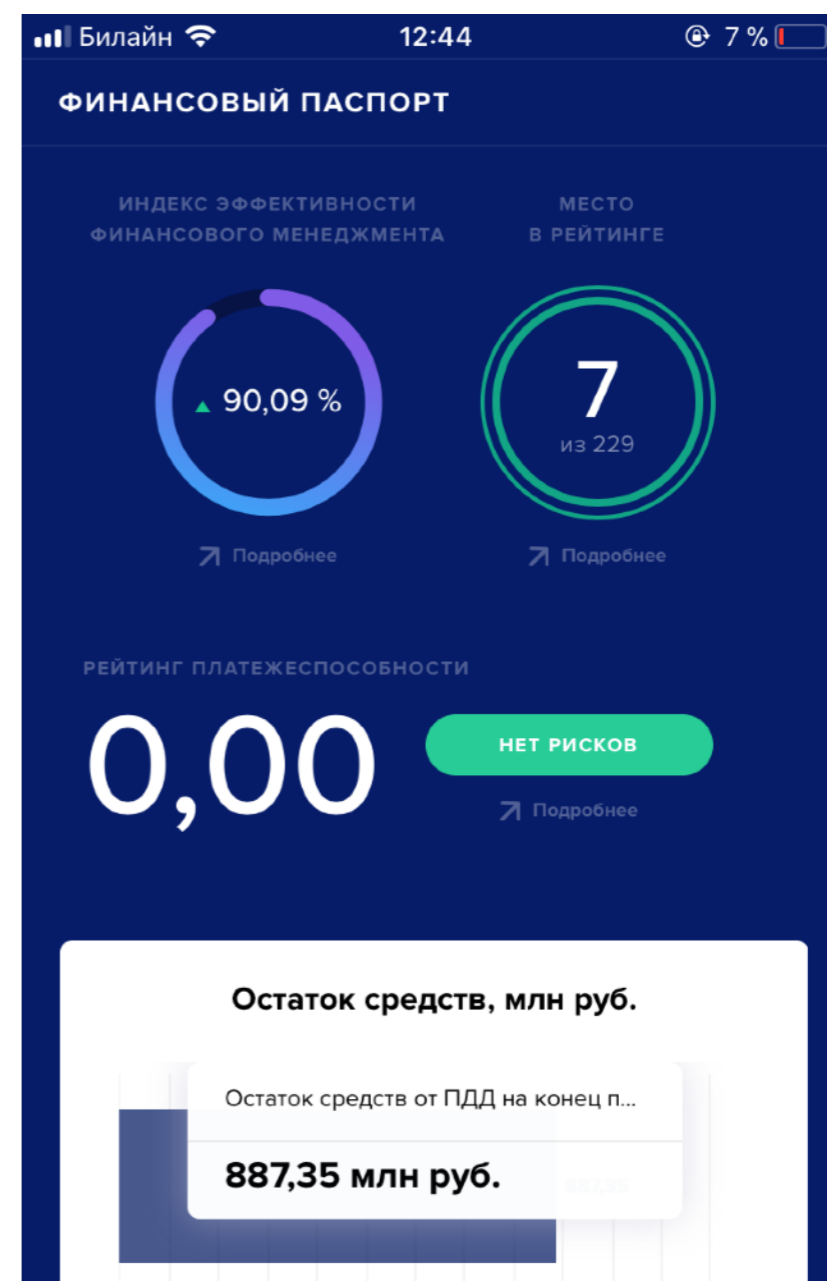 Билайн 12:44 7 %
ФИНАНСОВЫЙ ПАСПОРТ
ИНДЕКС ЭФФЕКТИВНОСТИ
ФИНАНСОВОГО МЕНЕДЖМЕНТА
МЕСТО
В РЕЙТИНГЕ
90,09 %
7
из 229
Подробнее
Подробнее
РЕЙТИНГ ПЛАТЕЖЕСПОСОБНОСТИ
0,00
НЕТ РИСКОВ
Подробнее
Остаток средств, млн руб.
Остаток средств от ПДД на конец п...
887,35 млн руб.